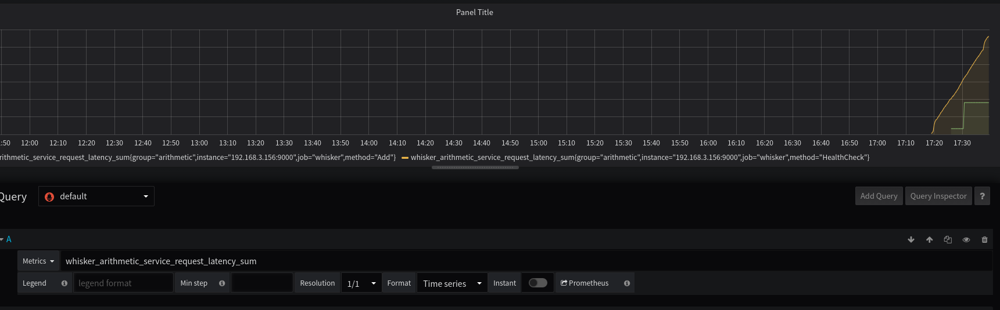 Panel Title
:50 12:00 12:10 12:20 12:30 12:40 12:50 13:00 13:10 13:20 13:30 13:40 13:50 14:00 14:10 14:20 14:30 14:40 14:50 15:00 15:10 15:20 15:30 15:40 15:50 16:00 16:10 16:20 16:30 16:40 16:50 17:00 17:10 17:20 17:30
rithmetic_service_request_latency_sum{group="arithmetic",instance="192.168.3.156:9000",job="whisker",method="Add"} whisker_arithmetic_service_request_latency_sum{group="arithmetic",instance="192.168.3.156:9000",job="whisker",method="HealthCheck"}
Query default Add Query Query Inspector ?
A
Metrics whisker_arithmetic_service_request_latency_sum
Legend legend format Min step Resolution 1/1 Format Time series Instant Prometheus